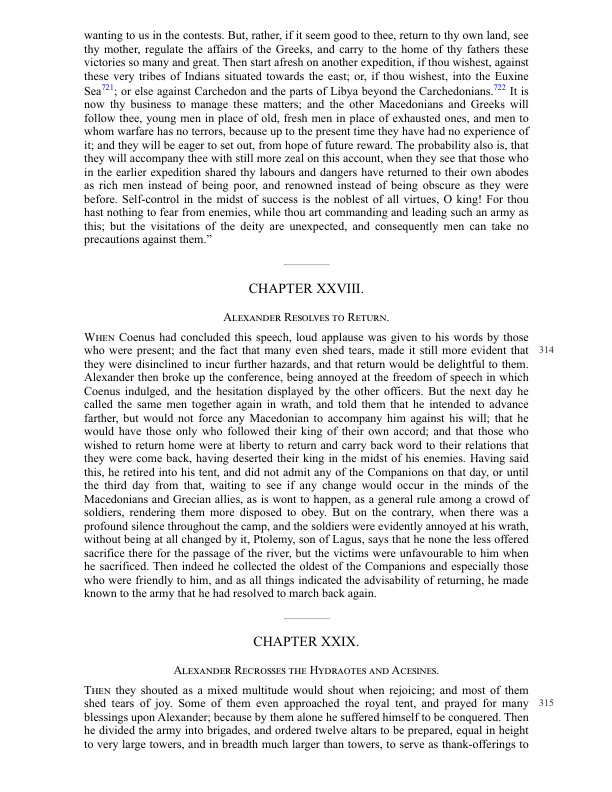 wanting to us in the contests. But, rather, if it seem good to thee, return to thy own land, see
thy mother, regulate the affairs of the Greeks, and carry to the home of thy fathers these
victories so many and great. Then start afresh on another expedition, if thou wishest, against
these very tribes of Indians situated towards the east; or, if thou wishest, into the Euxine
Sea721; or else against Carchedon and the parts of Libya beyond the Carchedonians.722 It is
now thy business to manage these matters; and the other Macedonians and Greeks will
follow thee, young men in place of old, fresh men in place of exhausted ones, and men to
whom warfare has no terrors, because up to the present time they have had no experience of
it; and they will be eager to set out, from hope of future reward. The probability also is, that
they will accompany thee with still more zeal on this account, when they see that those who
in the earlier expedition shared thy labours and dangers have returned to their own abodes
as rich men instead of being poor, and renowned instead of being obscure as they were
before. Self-control in the midst of success is the noblest of all virtues, O king! For thou
hast nothing to fear from enemies, while thou art commanding and leading such an army as
this; but the visitations of the deity are unexpected, and consequently men can take no
precautions against them.”
CHAPTER XXVIII.
Alexander Resolves to Return.
When Coenus had concluded this speech, loud applause was given to his words by those
who were present; and the fact that many even shed tears, made it still more evident that 314
they were disinclined to incur further hazards, and that return would be delightful to them.
Alexander then broke up the conference, being annoyed at the freedom of speech in which
Coenus indulged, and the hesitation displayed by the other officers. But the next day he
called the same men together again in wrath, and told them that he intended to advance
farther, but would not force any Macedonian to accompany him against his will; that he
would have those only who followed their king of their own accord; and that those who
wished to return home were at liberty to return and carry back word to their relations that
they were come back, having deserted their king in the midst of his enemies. Having said
this, he retired into his tent, and did not admit any of the Companions on that day, or until
the third day from that, waiting to see if any change would occur in the minds of the
Macedonians and Grecian allies, as is wont to happen, as a general rule among a crowd of
soldiers, rendering them more disposed to obey. But on the contrary, when there was a
profound silence throughout the camp, and the soldiers were evidently annoyed at his wrath,
without being at all changed by it, Ptolemy, son of Lagus, says that he none the less offered
sacrifice there for the passage of the river, but the victims were unfavourable to him when
he sacrificed. Then indeed he collected the oldest of the Companions and especially those
who were friendly to him, and as all things indicated the advisability of returning, he made
known to the army that he had resolved to march back again.
CHAPTER XXIX.
Alexander Recrosses the Hydraotes and Acesines.
Then they shouted as a mixed multitude would shout when rejoicing; and most of them
shed tears of joy. Some of them even approached the royal tent, and prayed for many 315
blessings upon Alexander; because by them alone he suffered himself to be conquered. Then
he divided the army into brigades, and ordered twelve altars to be prepared, equal in height
to very large towers, and in breadth much larger than towers, to serve as thank-offerings to